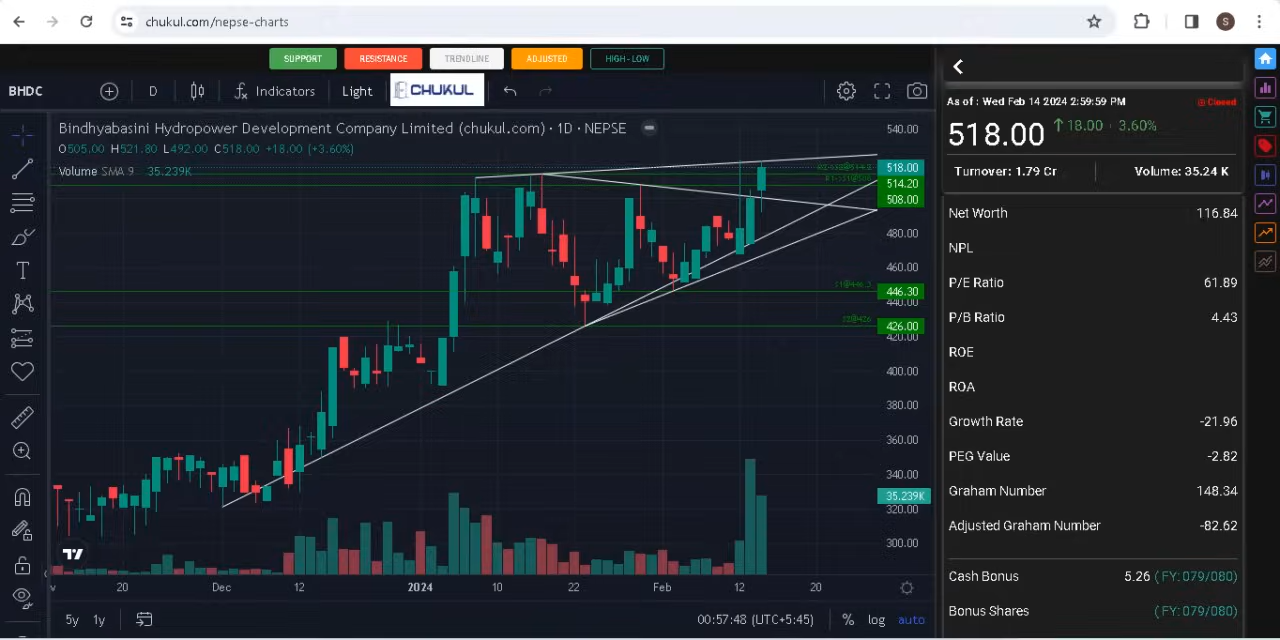 chukul.com/nepse-charts
S
SUPPORT RESISTANCE TRENDLINE ADJUSTED HIGH-LOW
BHDC D Indicators Light CHUKUL
Bindhyabasini Hydropower Development Company Limited (chukul.com) · 1D · NEPSE
O505.00 H521.80 L492.00 C518.00 +18.00 (+3.60%)
Volume SMA 9 35.239K
540.00
518.00
514.20
508.00
480.00
460.00
S1@446.3
446.30
440.00
S2@426
426.00
420.00
400.00
380.00
360.00
340.00
35.239K
320.00
300.00
20 Dec 12 2024 10 22 Feb 12 20
5y 1y 00:57:48 (UTC+5:45) % log auto
As of : Wed Feb 14 2024 2:59:59 PM Closed
518.00 ↑ 18.00 3.60%
Turnover: 1.79 Cr Volume: 35.24 K
Net Worth 116.84
NPL
P/E Ratio 61.89
P/B Ratio 4.43
ROE
ROA
Growth Rate -21.96
PEG Value -2.82
Graham Number 148.34
Adjusted Graham Number -82.62
Cash Bonus 5.26 (FY:079/080)
Bonus Shares (FY:079/080)